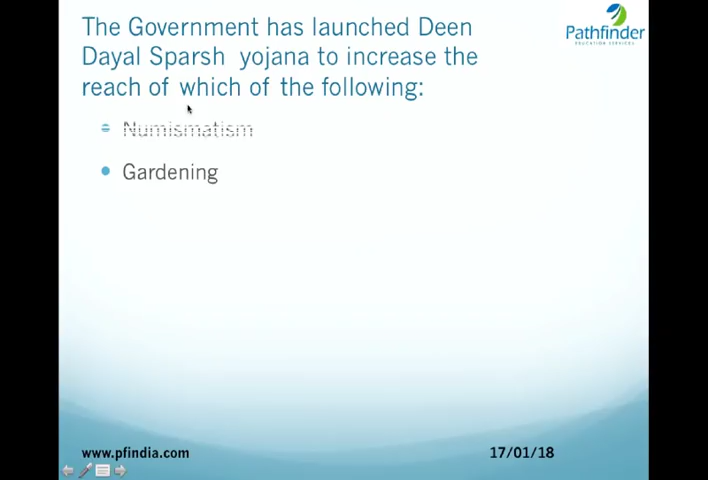 The Government has launched Deen
Dayal Sparsh yojana to increase the
reach of which of the following:
Pathfinder
EDUCATION SERVICES
Numismatism
Gardening
www.pfindia.com
17/01/18